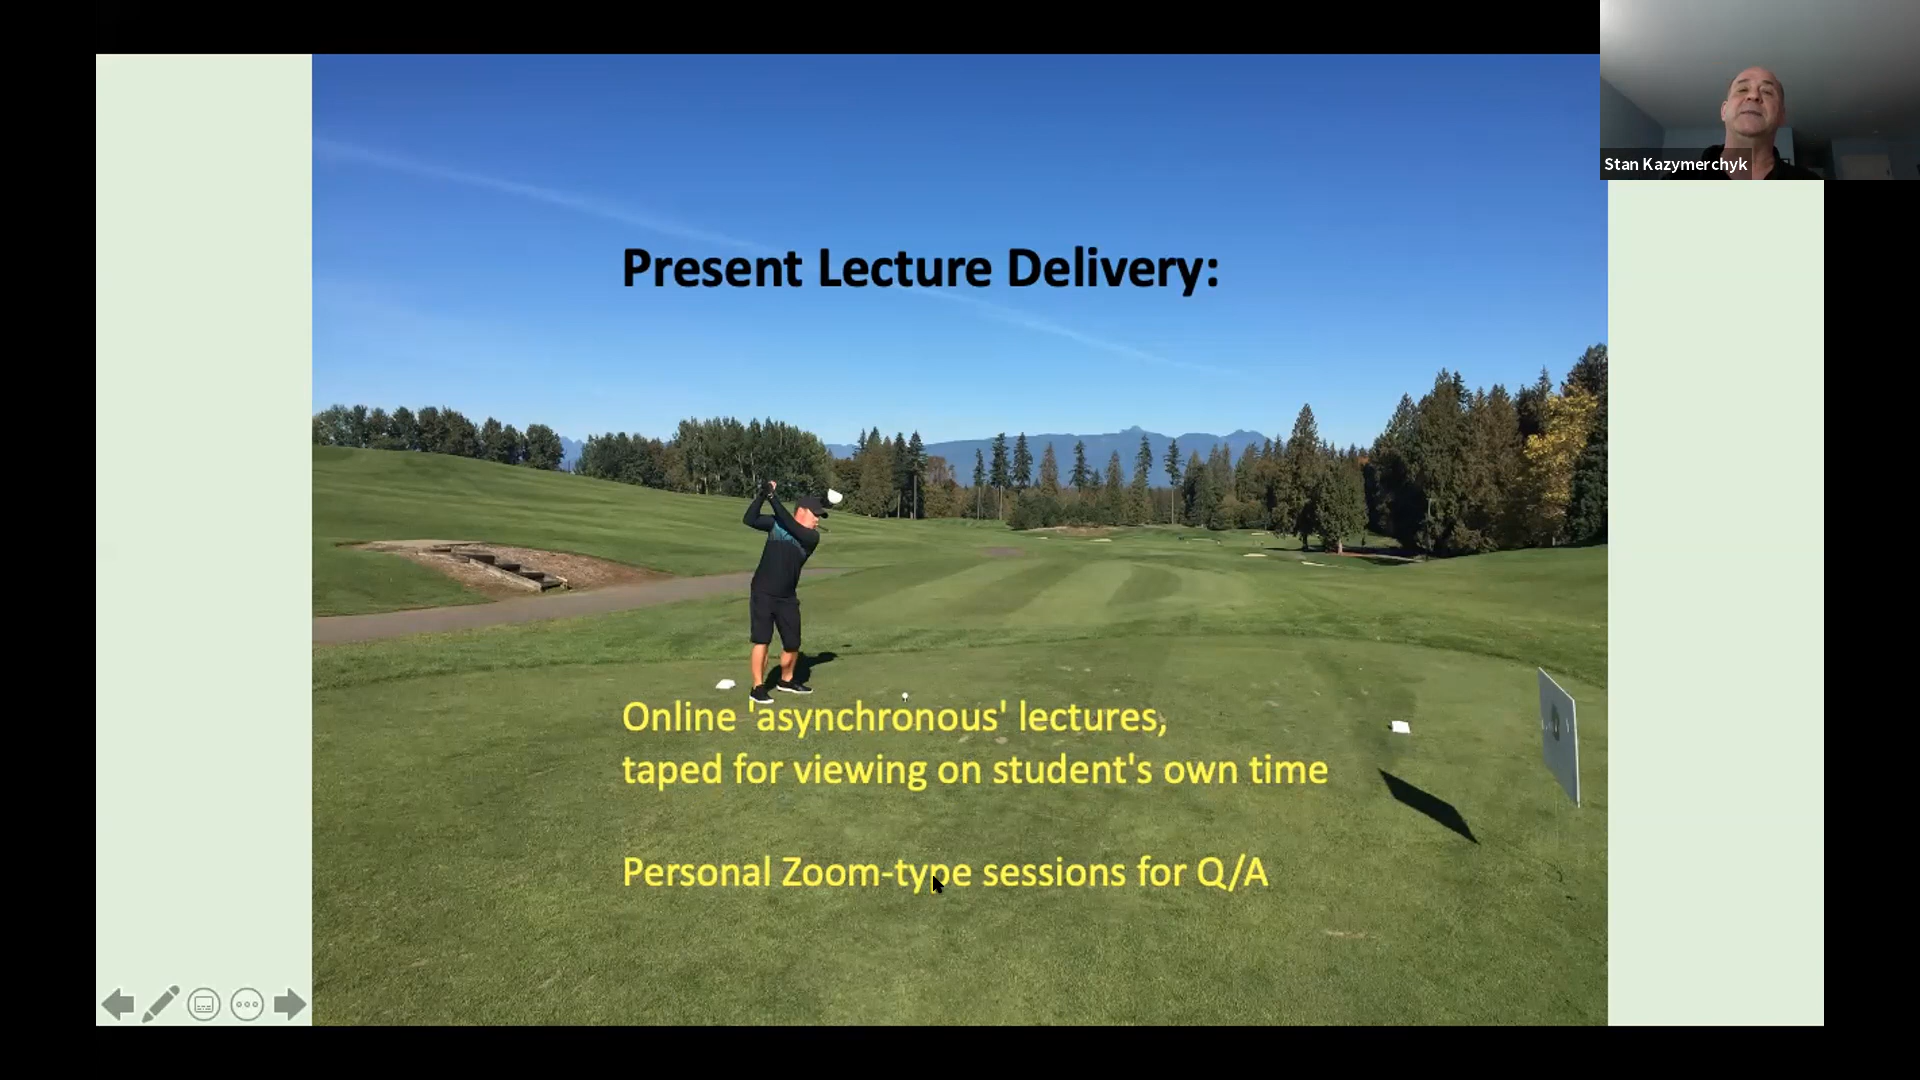 Stan Kazymerchyk
Present Lecture Delivery:
Online 'asynchronous' lectures,
taped for viewing on student's own time
Personal Zoom-type sessions for Q/A